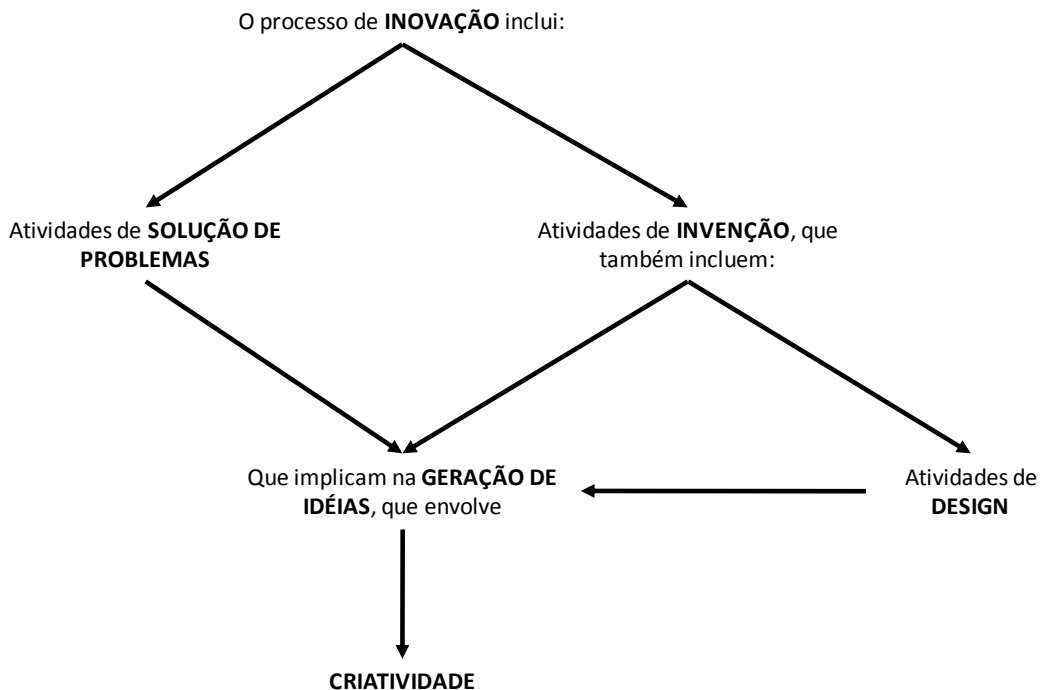 O processo de INOVAÇÃO inclui:
Atividades de SOLUÇÃO DE
PROBLEMAS
Atividades de INVENÇÃO, que
também incluem:
Que implicam na GERAÇÃO DE
IDÉIAS, que envolve
Atividades de
DESIGN
CRIATIVIDADE